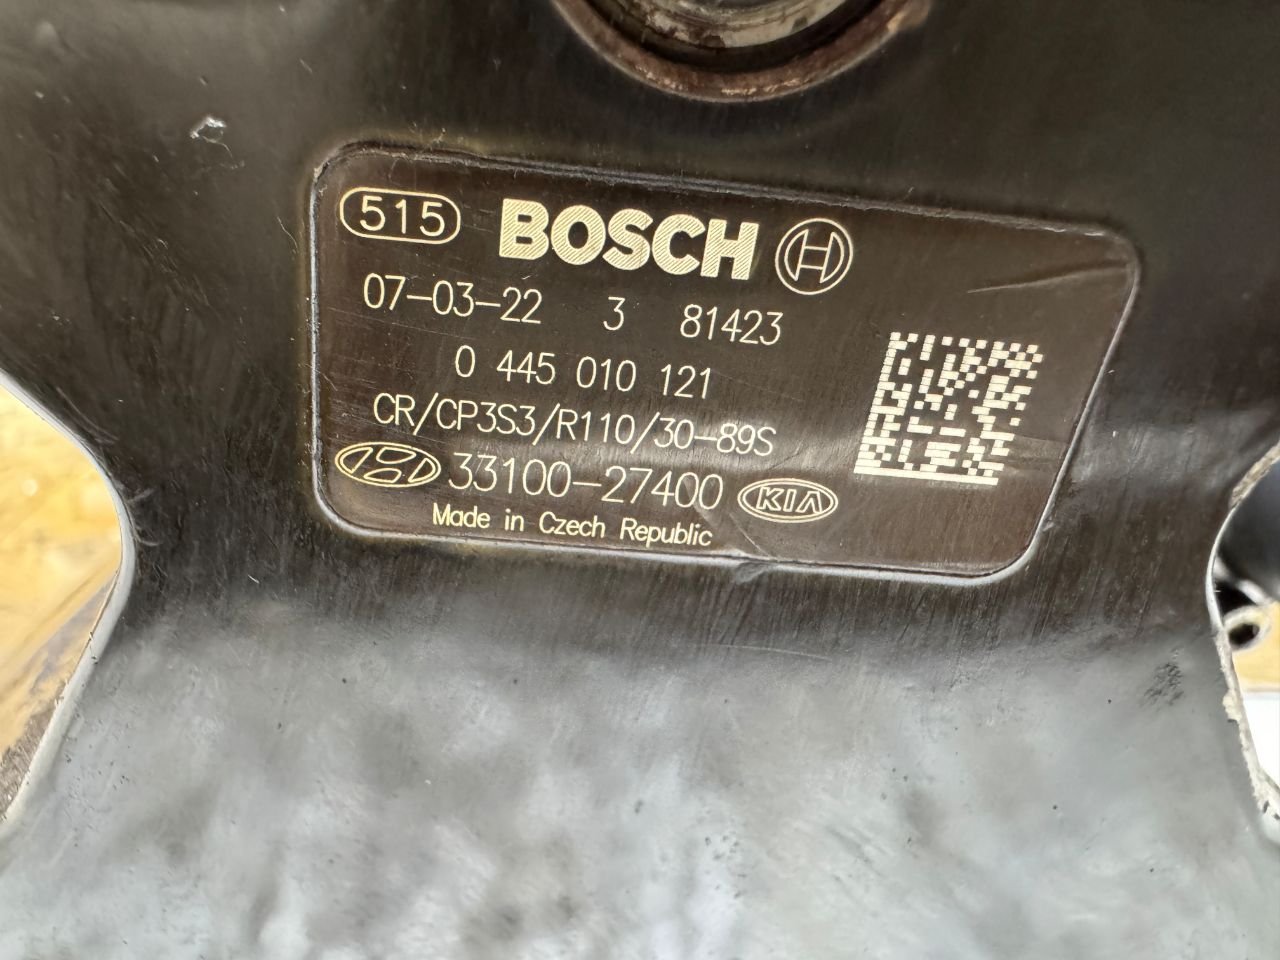 515 BOSCH
07-03-22 3 81423
0 445 010 121
CR/CP3S3/R110/30-89S
33100-27400 KIA
Made in Czech Republic